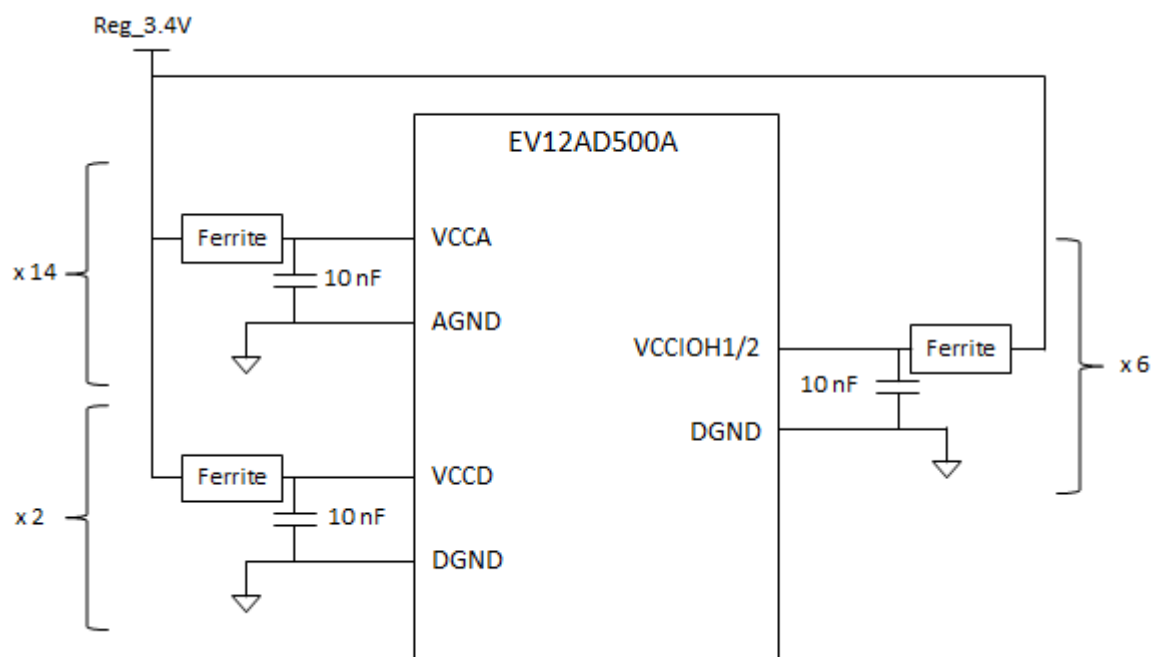 Reg_3.4V
EV12AD500A
Ferrite
VCCA
x 14
10 nF
AGND
VCCIOH1/2
Ferrite
x 6
10 nF
DGND
Ferrite
VCCD
x 2
10 nF
DGND